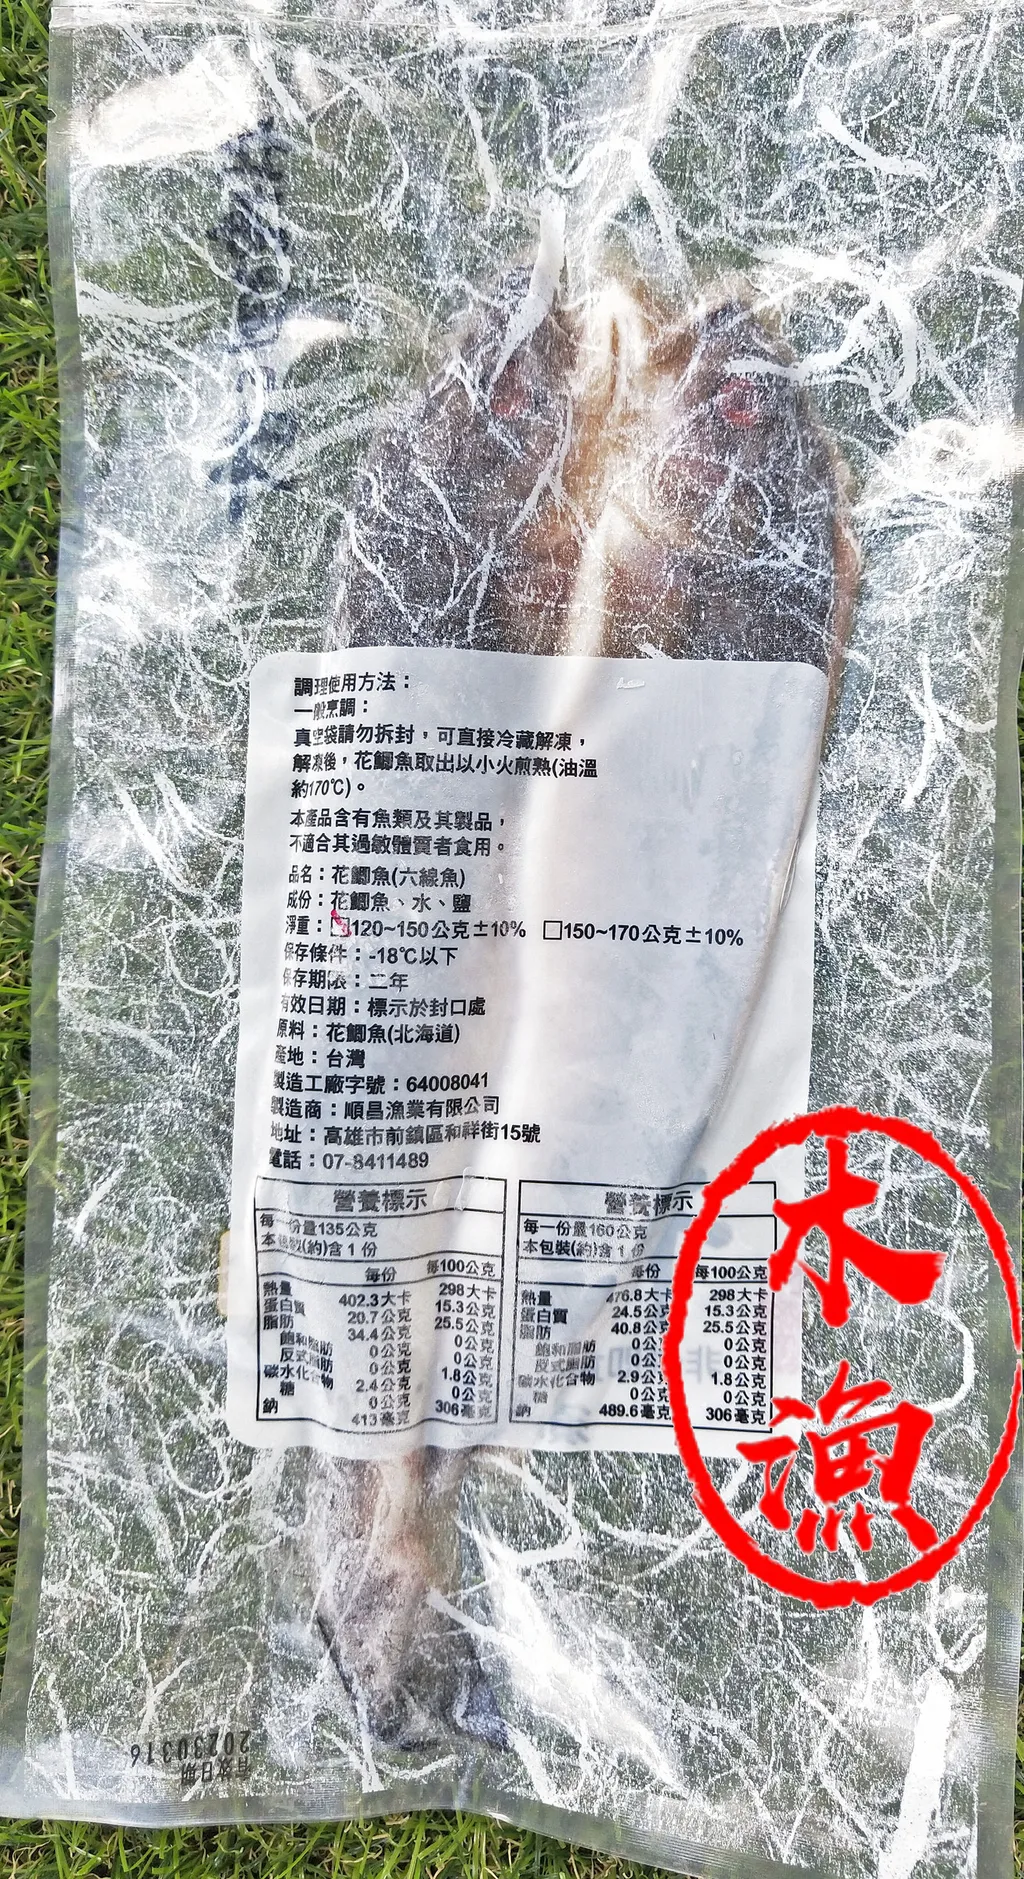 調理使用方法：
一般烹調：
真空袋請勿拆封，可直接冷藏解凍，
解凍後，花鯽魚取出以小火煎熟(油溫
約170℃)。
本產品含有魚類及其製品，
不適合其過敏體質者食用。
品名：花鯽魚(六線魚)
成份：花鯽魚、水、鹽
淨重：☑120~150公克±10% □150~170公克±10%
保存條件：-18℃以下
保存期限：二年
有效日期：標示於封口處
原料：花鯽魚(北海道)
產地：台灣
製造工廠字號：64008041
製造商：順昌漁業有限公司
地址：高雄市前鎮區和祥街15號
電話：07-8411489
營養標示
每一份量135公克
本包裝(約)含 1 份
每份 每100公克
熱量 402.3大卡 298大卡
蛋白質 20.7公克 15.3公克
脂肪 34.4公克 25.5公克
飽和脂肪 0公克 0公克
反式脂肪 0公克 0公克
碳水化合物 2.4公克 1.8公克
糖 0公克 0公克
鈉 413毫克 306毫克
營養標示
每一份量160公克
本包裝(約)含 1 份
每份 每100公克
熱量 476.8大卡 298大卡
蛋白質 24.5公克 15.3公克
脂肪 40.8公克 25.5公克
飽和脂肪 0公克 0公克
反式脂肪 0公克 0公克
碳水化合物 2.9公克 1.8公克
糖 0公克 0公克
鈉 489.6毫克 306毫克
木漁
有效日期
20230316